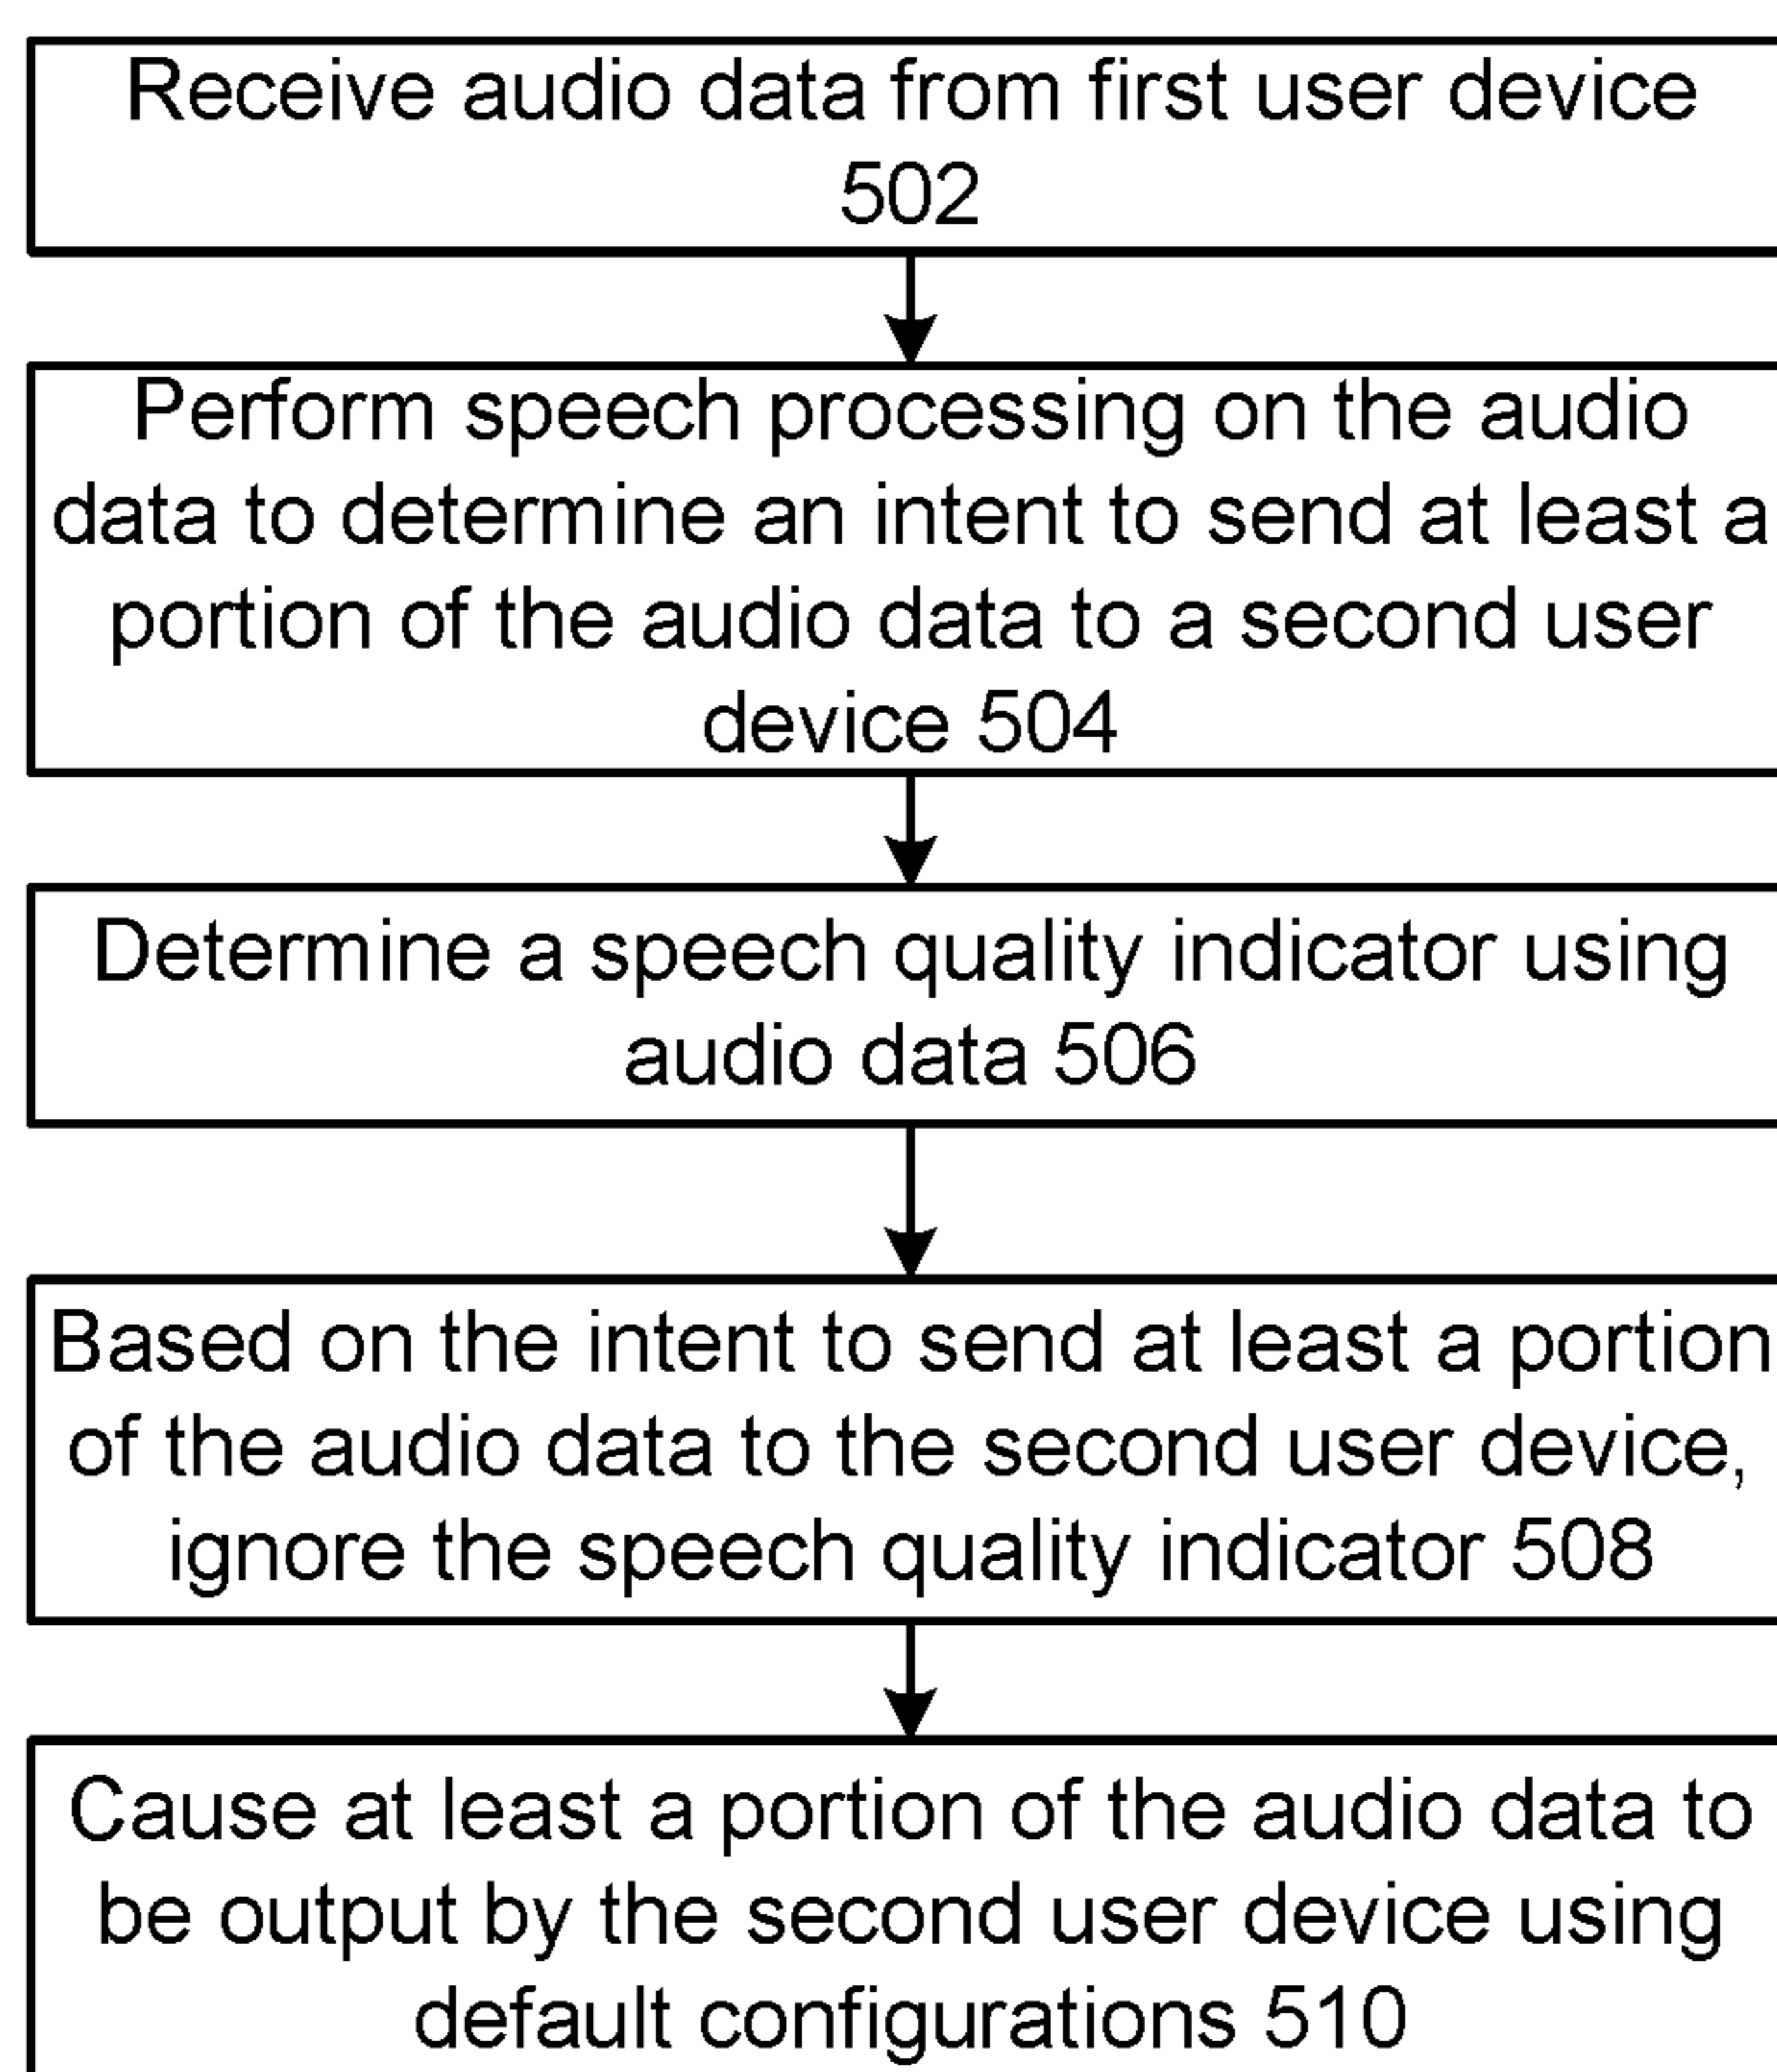 Receive audio data from first user device
502
Perform speech processing on the audio
data to determine an intent to send at least a
portion of the audio data to a second user
device 504
Determine a speech quality indicator using
audio data 506
Based on the intent to send at least a portion
of the audio data to the second user device,
ignore the speech quality indicator 508
Cause at least a portion of the audio data to
be output by the second user device using
default configurations 510